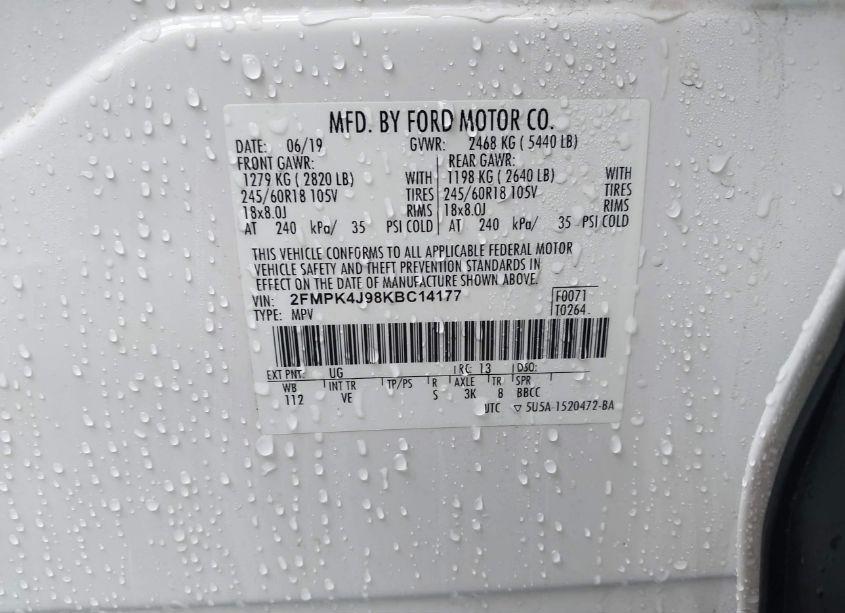 MFD. BY FORD MOTOR CO.
DATE: 06/19 GVWR: 2468 KG ( 5440 LB)
FRONT GAWR: REAR GAWR:
1279 KG ( 2820 LB) WITH 1198 KG ( 2640 LB) WITH
245/60R18 105V TIRES 245/60R18 105V TIRES
18x8.0J RIMS 18x8.0J RIMS
AT 240 kPa/ 35 PSI COLD AT 240 kPa/ 35 PSI COLD
THIS VEHICLE CONFORMS TO ALL APPLICABLE FEDERAL MOTOR
VEHICLE SAFETY AND THEFT PREVENTION STANDARDS IN
EFFECT ON THE DATE OF MANUFACTURE SHOWN ABOVE.
VIN: 2FMPK4J98KBC14177 F0071
TYPE: MPV T0264
EXT PNT: UG RC: 13 DSO:
WB INT TR TP/PS R AXLE TR SPR
112 VE S 3K 8 BBCC
UTC ▽ 5U5A 1520472-BA